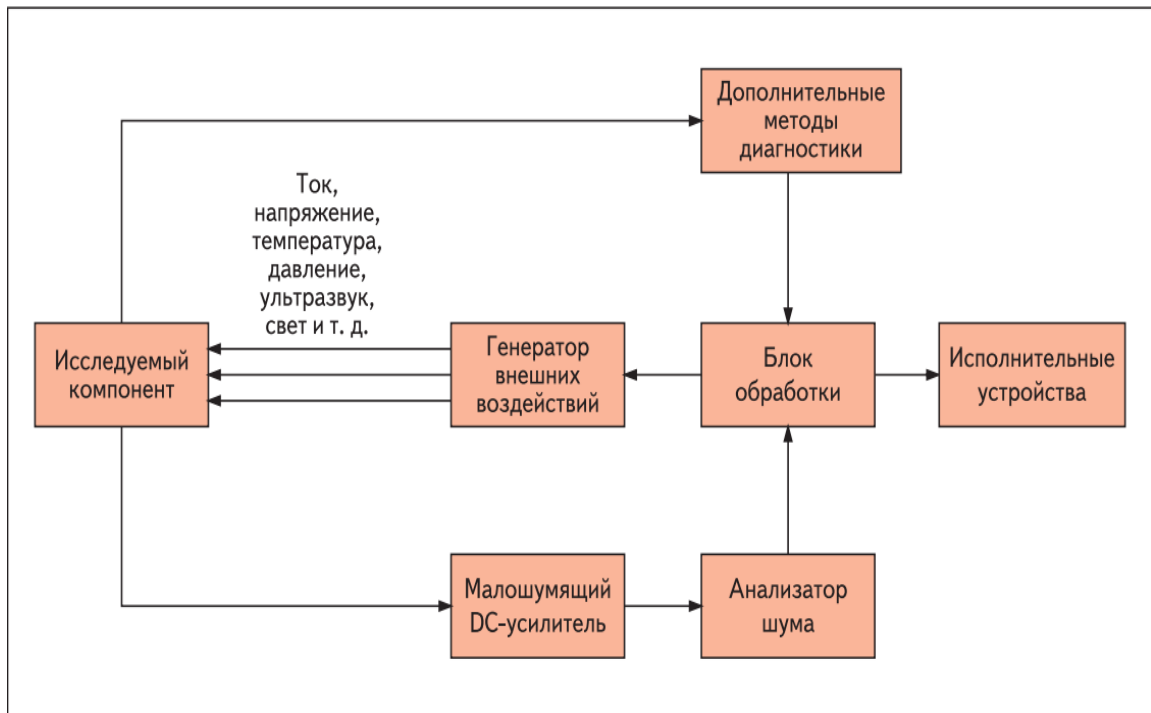 Дополнительные
методы
диагностики
Ток,
напряжение,
температура,
давление,
ультразвук,
свет и т. д.
Исследуемый
компонент
Генератор
внешних
воздействий
Блок
обработки
Исполнительные
устройства
Малошумящий
DC-усилитель
Анализатор
шума